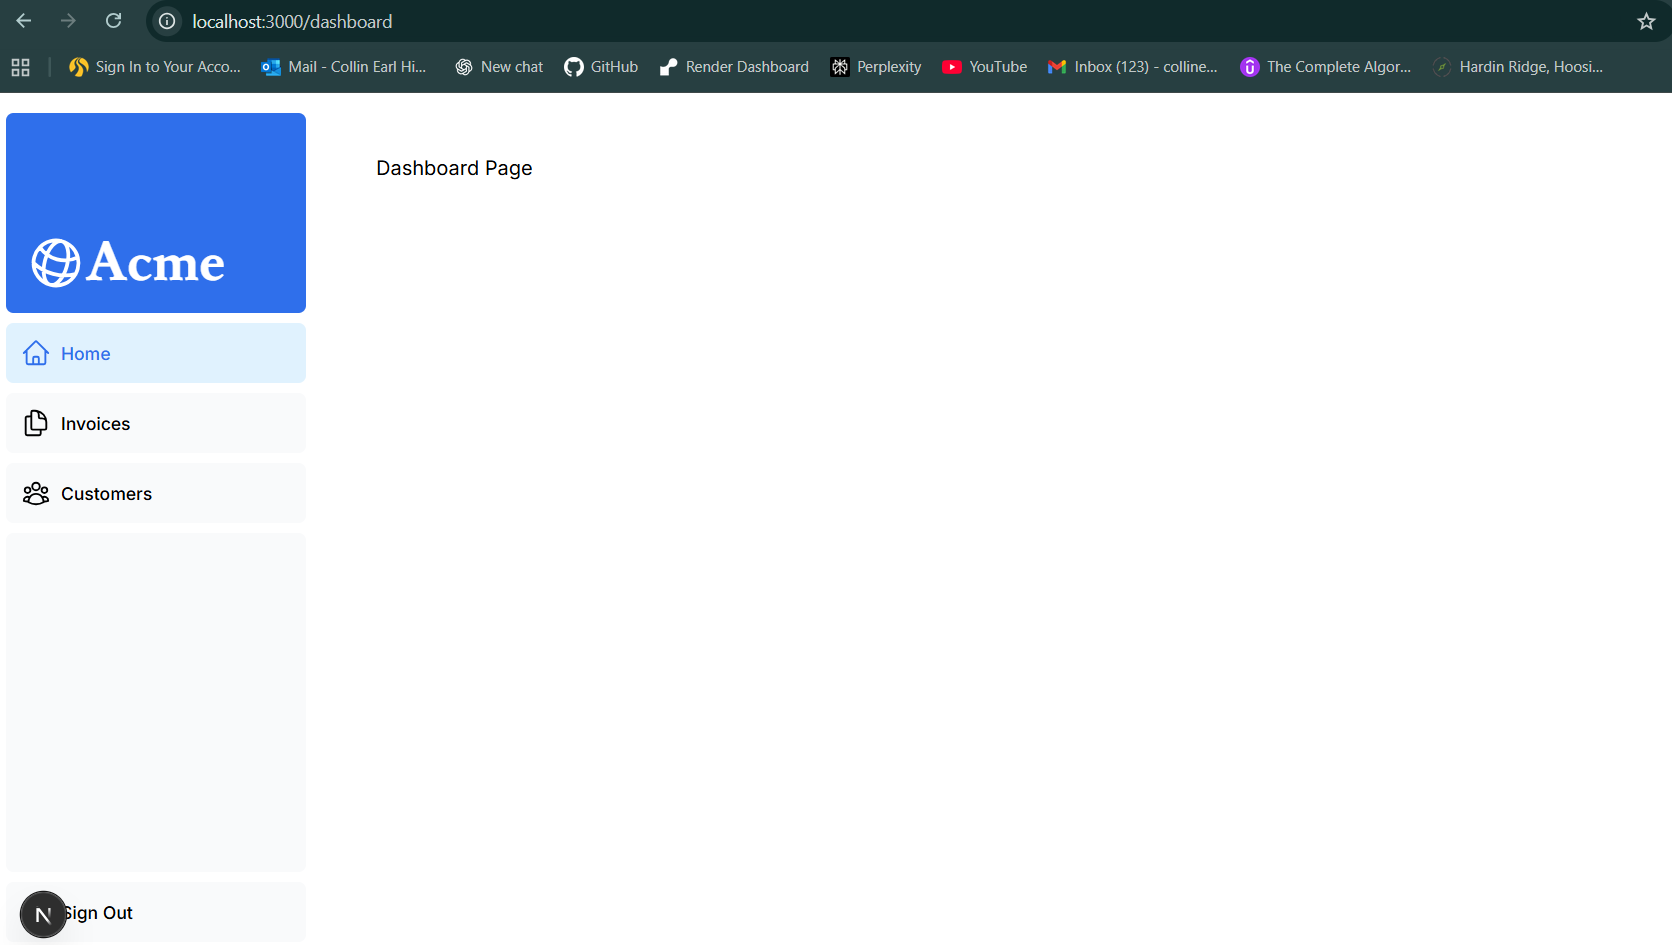 localhost:3000/dashboard
Sign In to Your Acco...
Mail - Collin Earl Hi...
New chat
GitHub
Render Dashboard
Perplexity
YouTube
Inbox (123) - colline...
The Complete Algor...
Hardin Ridge, Hoosi...
Acme
Dashboard Page
Home
Invoices
Customers
N
Sign Out